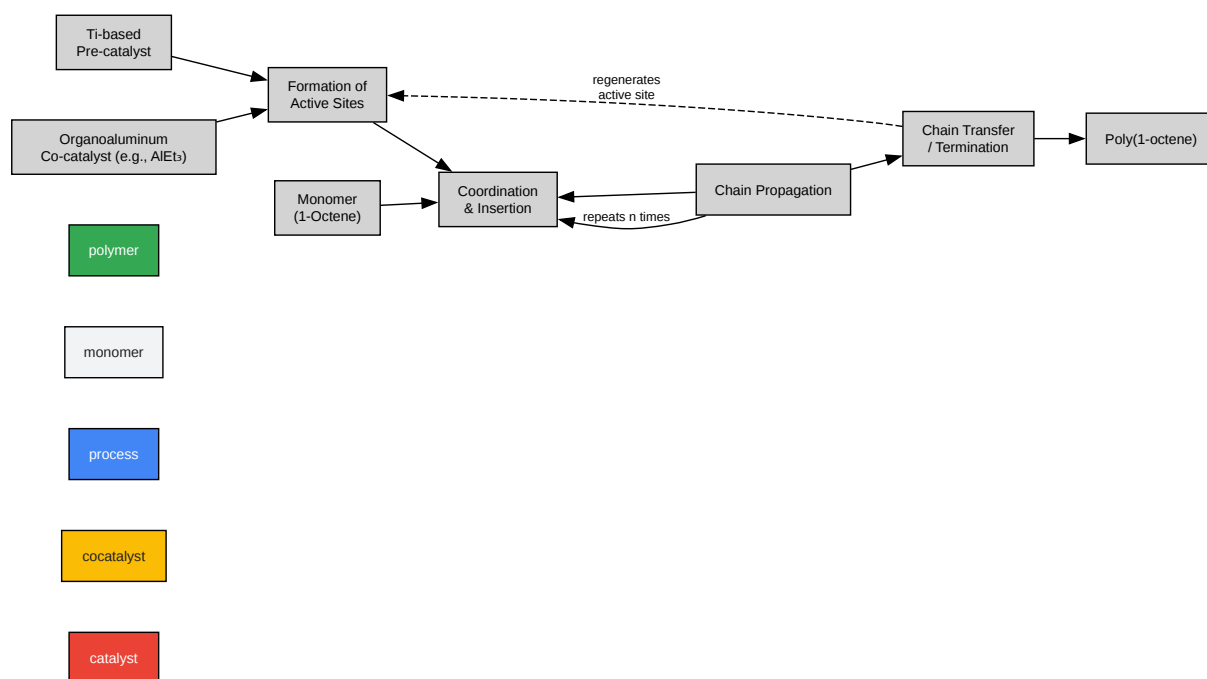 Ti-based
Pre-catalyst
Organoaluminum
Co-catalyst (e.g., AlEt₃)
Formation of
Active Sites
Monomer
(1-Octene)
Coordination
& Insertion
regenerates
active site
repeats n times
Chain Propagation
Chain Transfer
/ Termination
Poly(1-octene)
polymer
monomer
process
cocatalyst
catalyst